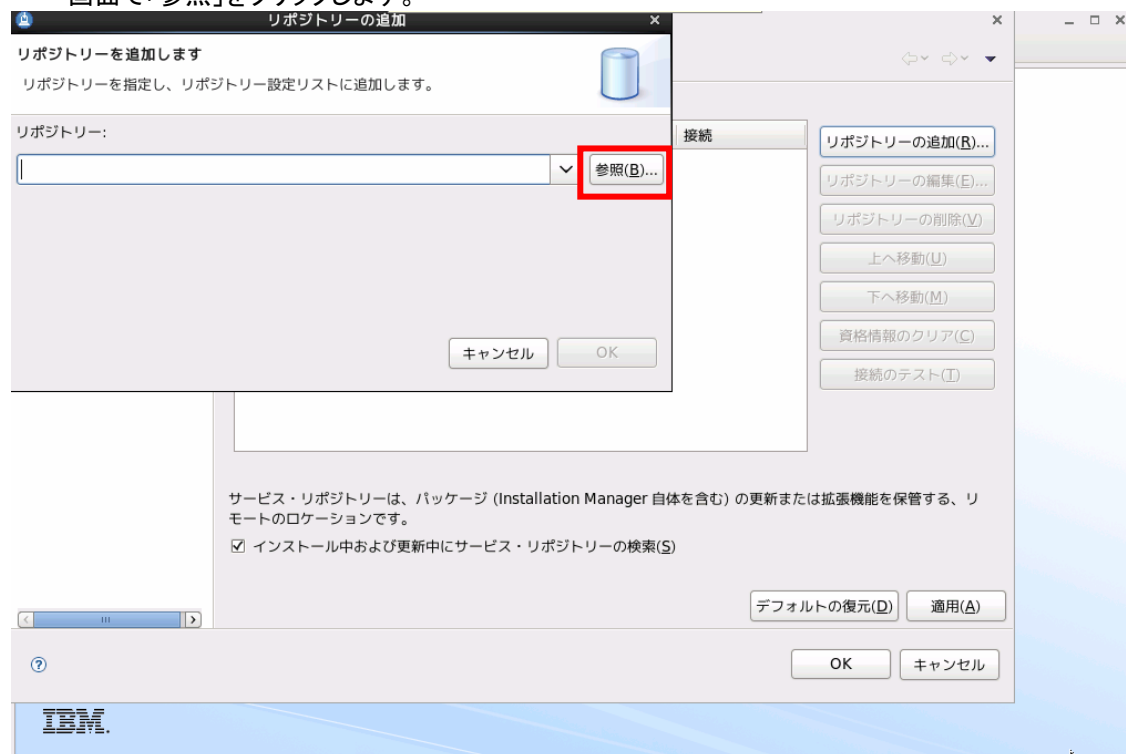 画面で「参照」をクリックします。
リポジトリーの追加
リポジトリーを追加します
リポジトリーを指定し、リポジトリー設定リストに追加します。
リポジトリー:
参照(B)...
キャンセル
OK
接続
リポジトリーの追加(R)...
リポジトリーの編集(E)...
リポジトリーの削除(V)
上へ移動(U)
下へ移動(M)
資格情報のクリア(C)
接続のテスト(T)
サービス・リポジトリーは、パッケージ (Installation Manager 自体を含む) の更新または拡張機能を保管する、リ
モートのロケーションです。
インストール中および更新中にサービス・リポジトリーの検索(S)
デフォルトの復元(D)
適用(A)
OK
キャンセル
IBM.